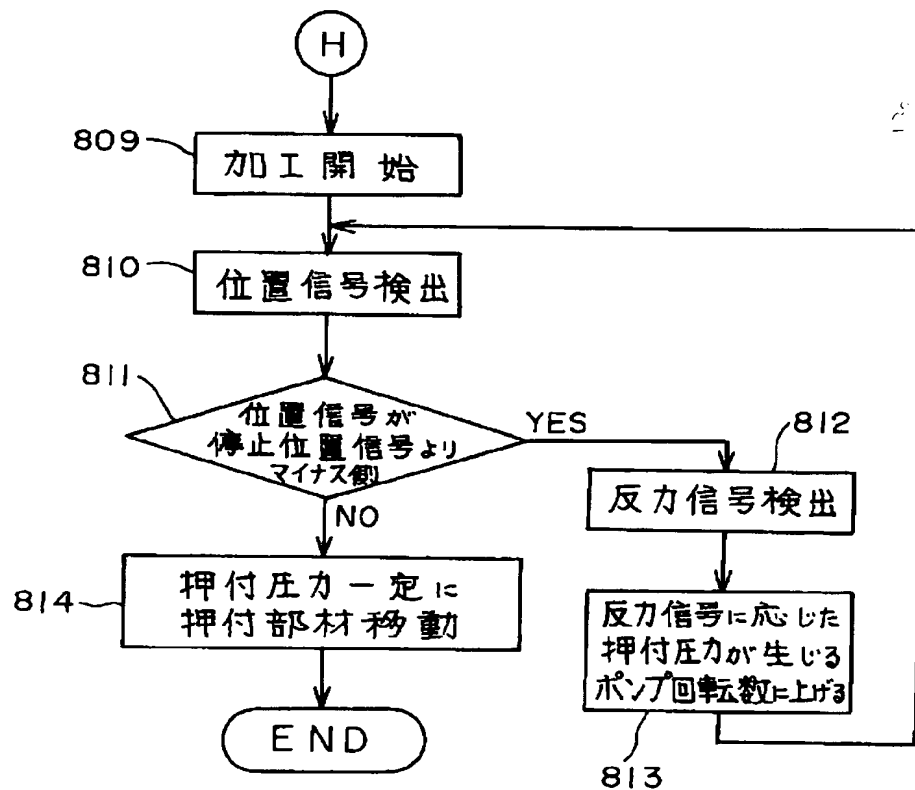 H
809
加工開始
810
位置信号検出
811
位置信号が
停止位置信号より
マイナス側
YES
NO
812
反力信号検出
813
反力信号に応じた
押付圧力が生じる
ポンプ回転数に上げる
814
押付圧力一定に
押付部材移動
END